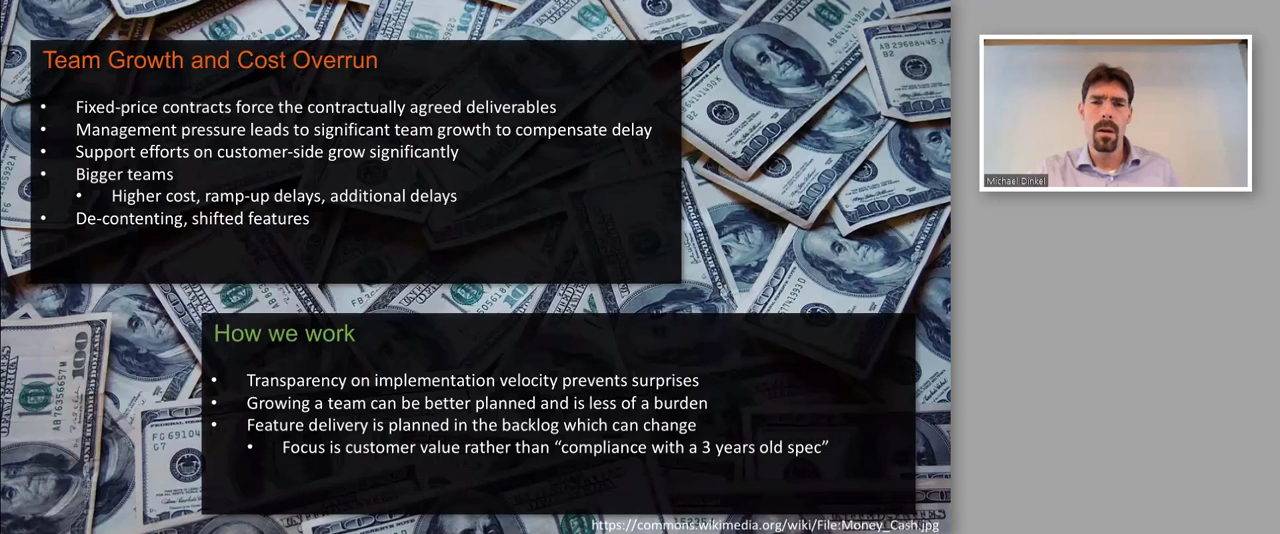 Team Growth and Cost Overrun
• Fixed-price contracts force the contractually agreed deliverables
• Management pressure leads to significant team growth to compensate delay
• Support efforts on customer-side grow significantly
• Bigger teams
• Higher cost, ramp-up delays, additional delays
• De-contenting, shifted features
How we work
• Transparency on implementation velocity prevents surprises
• Growing a team can be better planned and is less of a burden
• Feature delivery is planned in the backlog which can change
• Focus is customer value rather than “compliance with a 3 years old spec”
https://commons.wikimedia.org/wiki/File:Money_Cash.jpg
Michael Dinkel